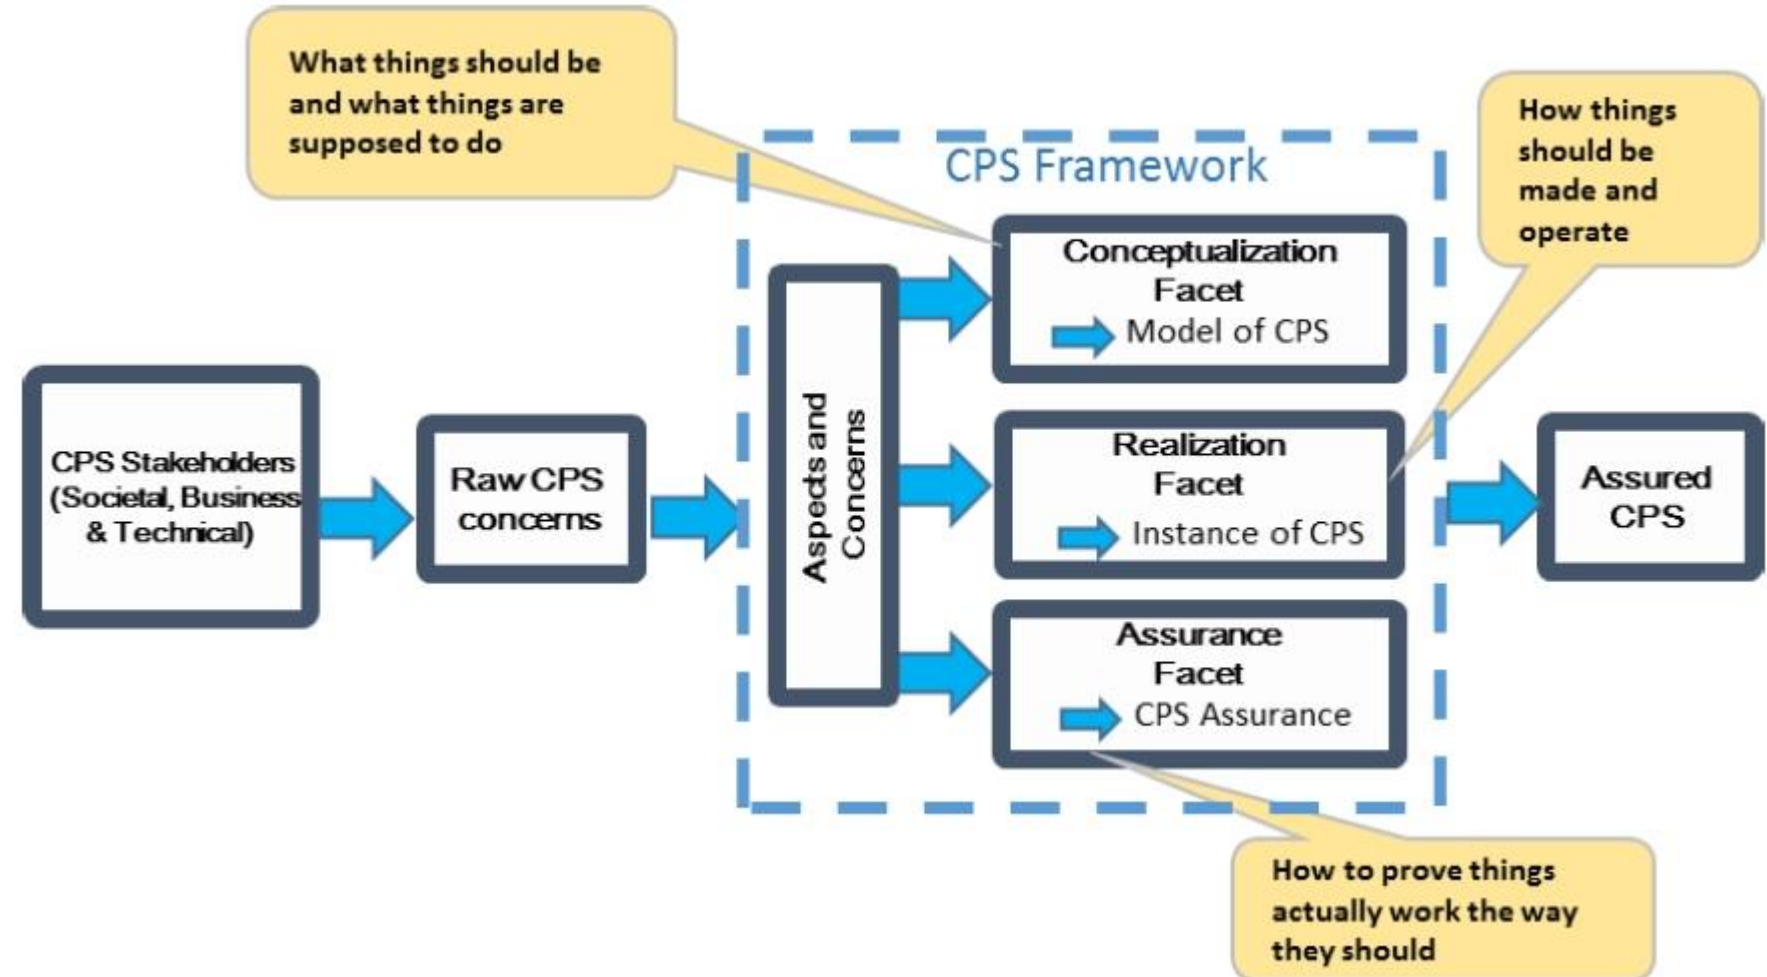 What things should be
and what things are
supposed to do
How things
should be
made and
operate
CPS Framework
Conceptualization
Facet
Model of CPS
CPS Stakeholders
(Societal, Business
& Technical)
Raw CPS
concerns
Aspects and
Concerns
Realization
Facet
Instance of CPS
Assured
CPS
Assurance
Facet
CPS Assurance
How to prove things
actually work the way
they should